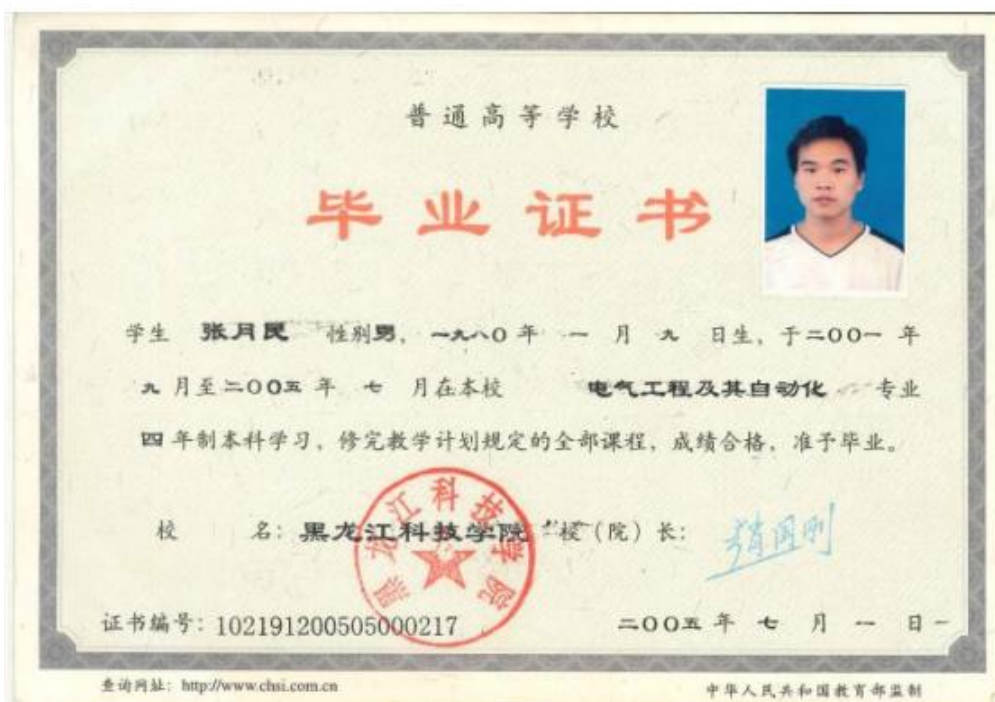 普通高等学校
毕业证书
学生 张月民 性别男，一九八〇年 一 月 九 日生，于二〇〇一 年
九 月至二〇〇五 年 七 月在本校 电气工程及其自动化 专业
四 年制本科学习，修完教学计划规定的全部课程，成绩合格，准予毕业。
校 名：黑龙江科技学院 校（院）长：
黑龙江科技学院
证书编号：102191200505000217 二〇〇五 年 七 月 一 日
查询网址：http://www.chsi.com.cn 中华人民共和国教育部监制